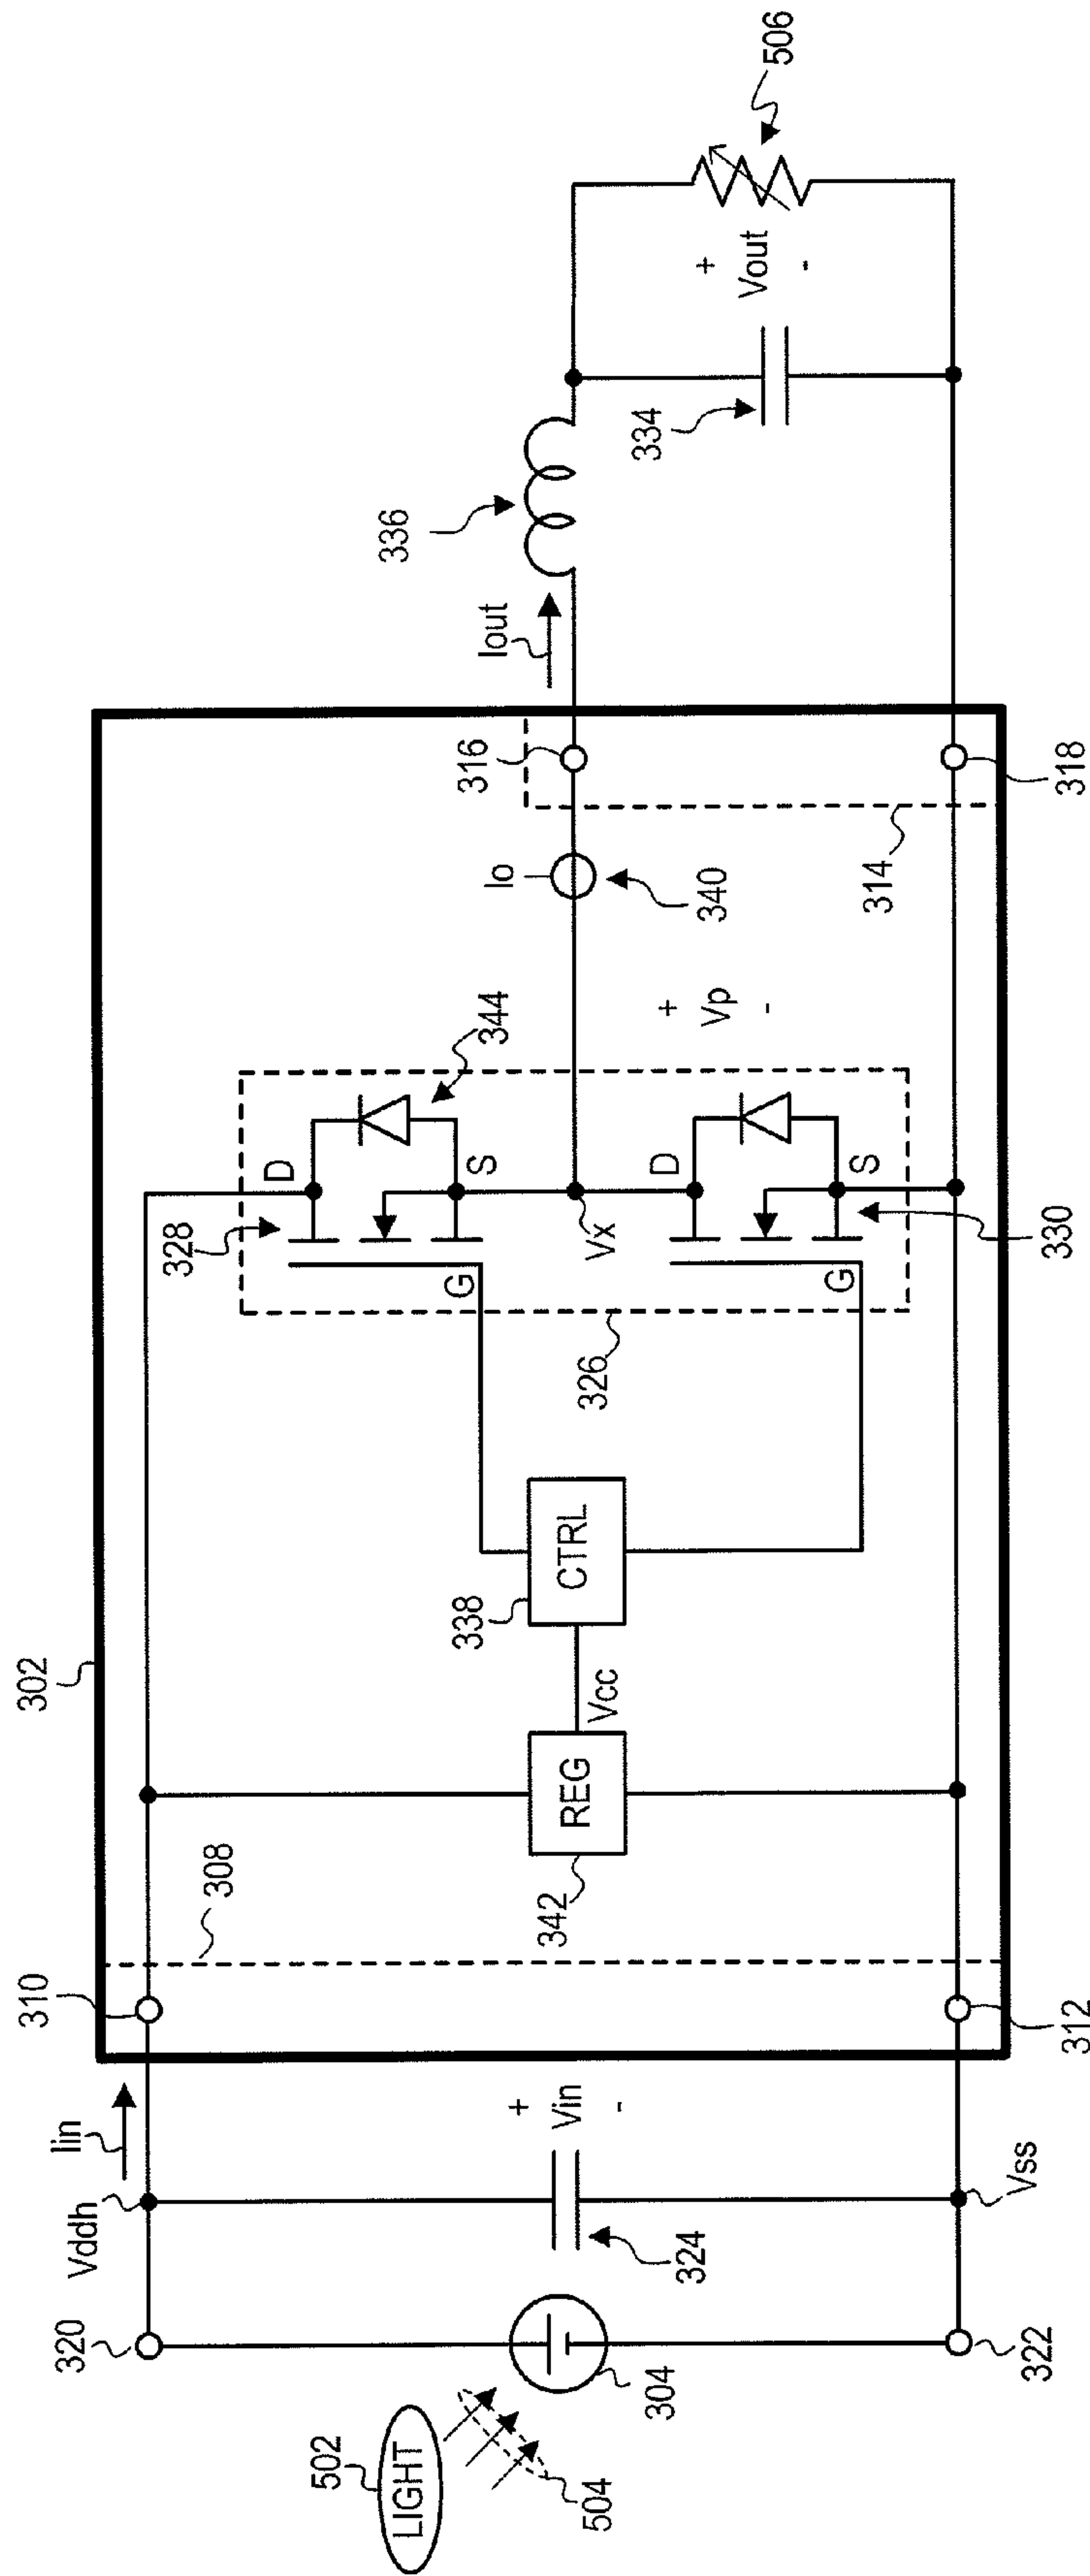 502
LIGHT
504
320
304
322
Vddh
Iin
+
Vin
-
324
Vss
310
308
312
302
REG
342
Vcc
338
CTRL
326
328
D
G
S
344
Vx
D
G
S
330
+
Vp
-
Io
340
316
314
318
Iout
336
334
+
Vout
-
506